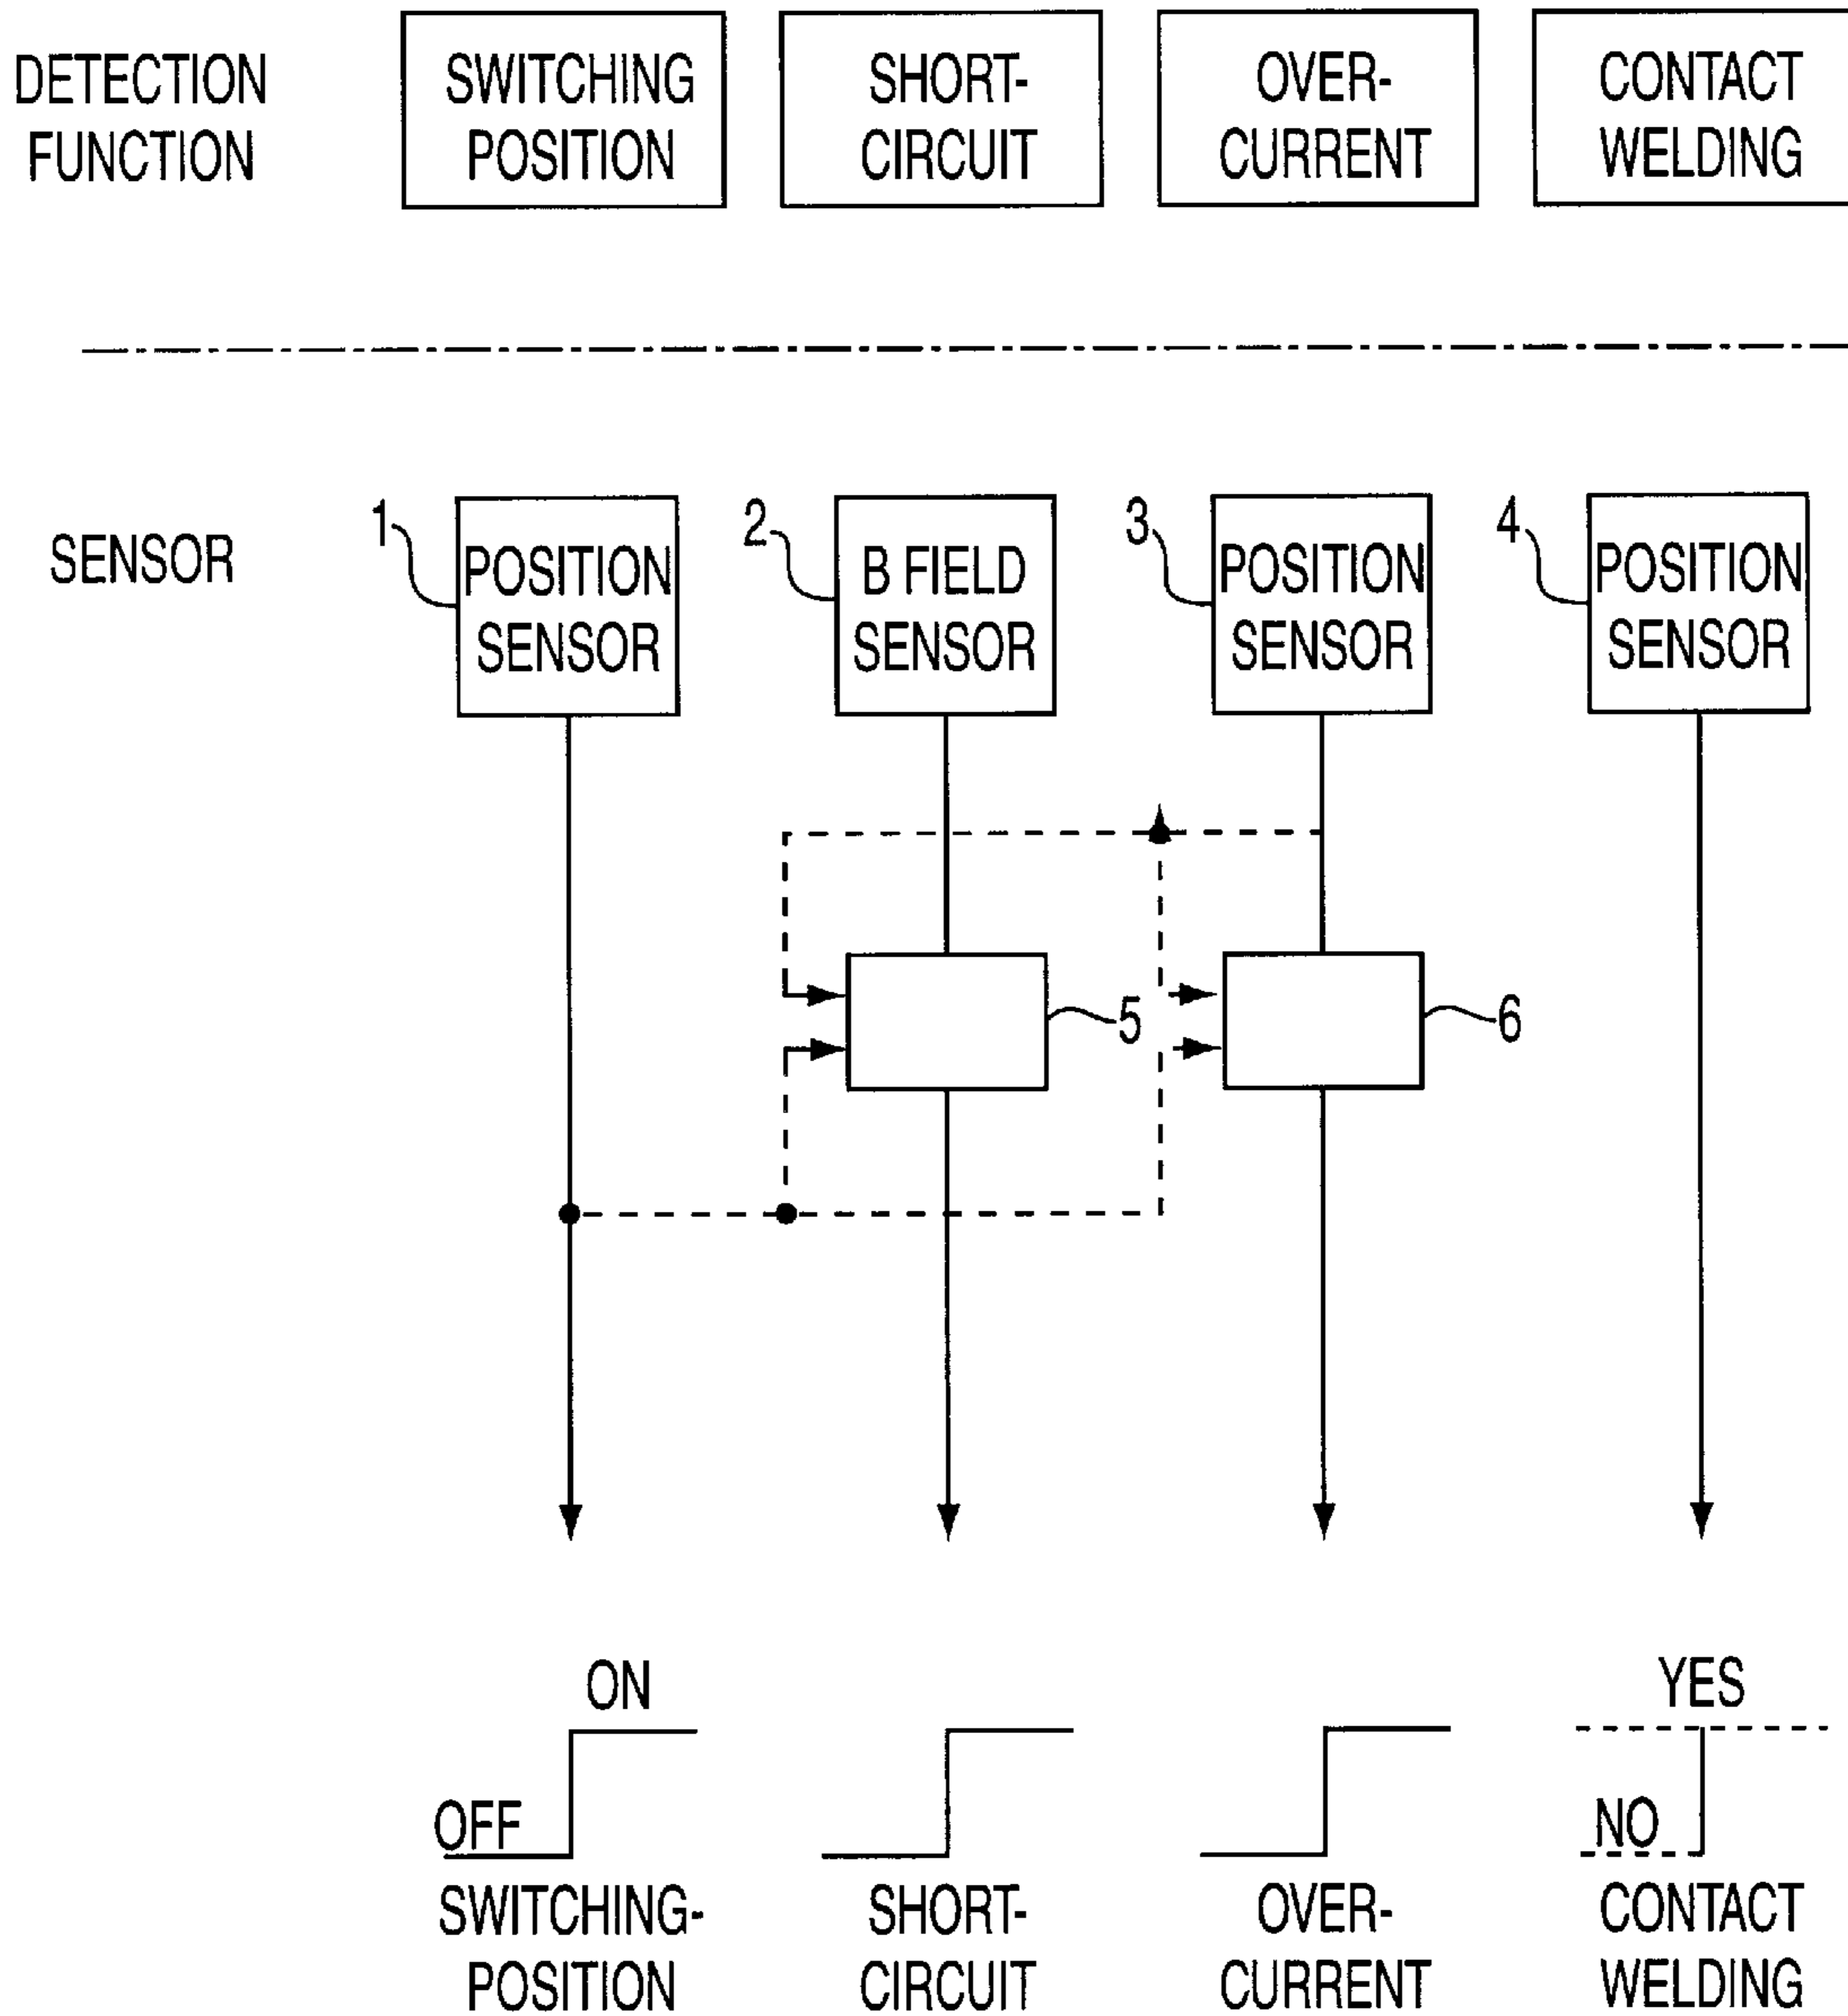 DETECTION
FUNCTION
SWITCHING
POSITION
SHORT-
CIRCUIT
OVER-
CURRENT
CONTACT
WELDING
SENSOR
1
POSITION
SENSOR
2
B FIELD
SENSOR
3
POSITION
SENSOR
4
POSITION
SENSOR
5
6
ON
OFF
SWITCHING-
POSITION
SHORT-
CIRCUIT
OVER-
CURRENT
YES
NO
CONTACT
WELDING